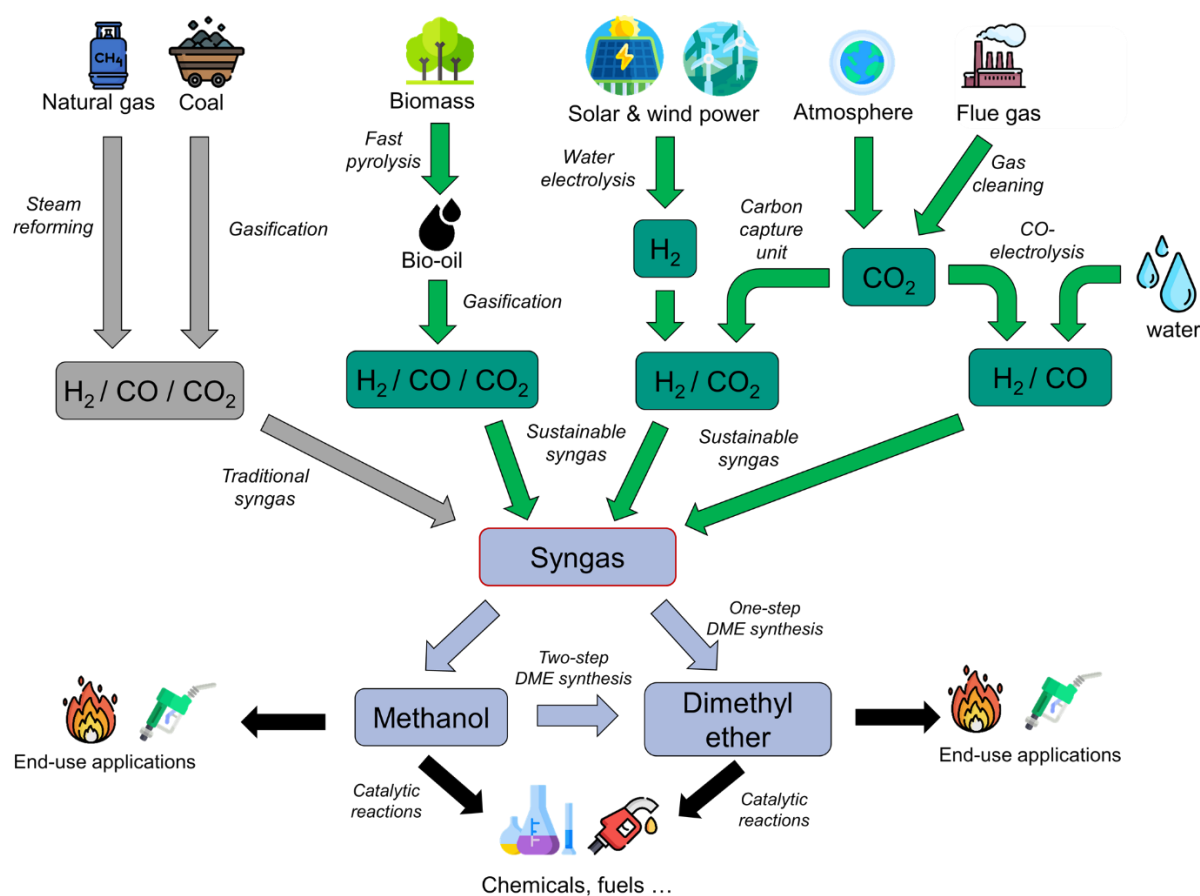 CH4
Natural gas
Coal
Biomass
Solar & wind power
Atmosphere
Flue gas
Fast
pyrolysis
Water
electrolysis
Gas
cleaning
Steam
reforming
Gasification
Bio-oil
H₂
Carbon
capture
unit
CO₂
CO-
electrolysis
water
Gasification
H₂ / CO / CO₂
H₂ / CO / CO₂
H₂ / CO₂
H₂ / CO
Traditional
syngas
Sustainable
syngas
Sustainable
syngas
Syngas
One-step
DME synthesis
Two-step
DME synthesis
Methanol
Dimethyl
ether
End-use applications
End-use applications
Catalytic
reactions
Catalytic
reactions
Chemicals, fuels ...